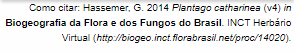 Como citar: Hassemer, G. 2014 Plantago catharinea (v4) in
Biogeografia da Flora e dos Fungos do Brasil. INCT Herbário
Virtual (http://biogeo.inct.florabrasil.net/proc/14020).